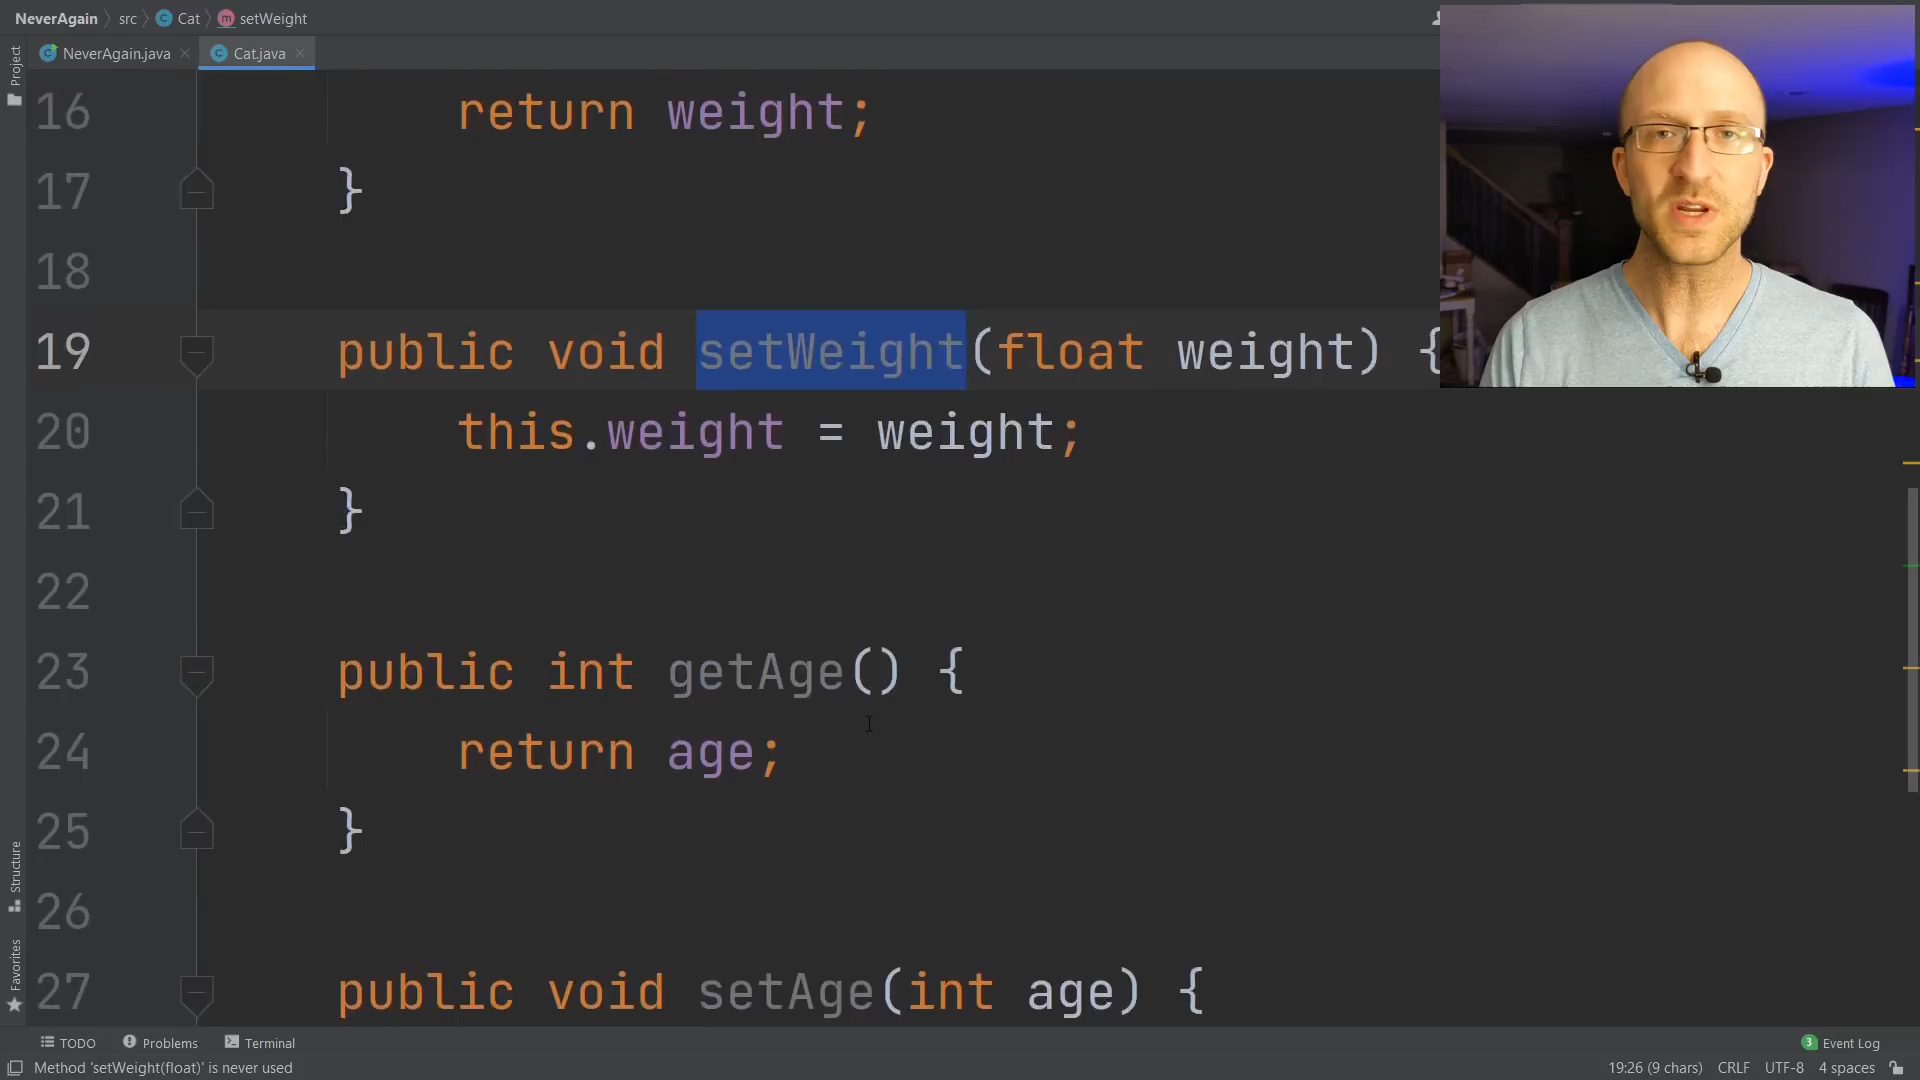 NeverAgain src Cat setWeight
Project
NeverAgain.java Cat.java
16 return weight;
17 }
18
19 public void setWeight(float weight) {
20 this.weight = weight;
21 }
22
23 public int getAge() {
24 return age;
25 }
26
27 public void setAge(int age) {
Structure
Favorites
TODO Problems Terminal 3 Event Log
Method 'setWeight(float)' is never used 19:26 (9 chars) CRLF UTF-8 4 spaces